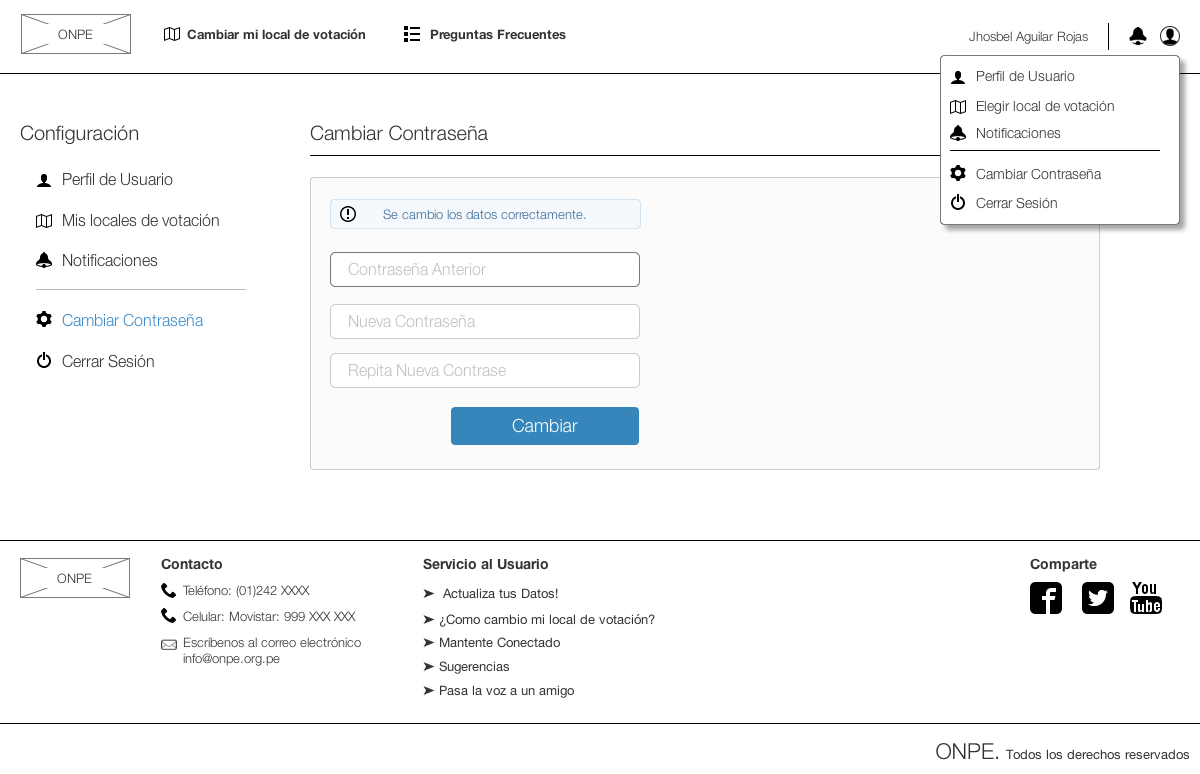 ONPE
Cambiar mi local de votación
Preguntas Frecuentes
Jhosbel Aguilar Rojas
Perfil de Usuario
Elegir local de votación
Notificaciones
Cambiar Contraseña
Cerrar Sesión
Configuración
Perfil de Usuario
Mis locales de votación
Notificaciones
Cambiar Contraseña
Cerrar Sesión
Cambiar Contraseña
Se cambio los datos correctamente.
Contraseña Anterior
Nueva Contraseña
Repita Nueva Contrase
Cambiar
ONPE
Contacto
Teléfono: (01)242 XXXX
Celular: Movistar: 999 XXX XXX
Escríbenos al correo electrónico
info@onpe.org.pe
Servicio al Usuario
Actualiza tus Datos!
¿Como cambio mi local de votación?
Mantente Conectado
Sugerencias
Pasa la voz a un amigo
Comparte
You
Tube
ONPE. Todos los derechos reservados